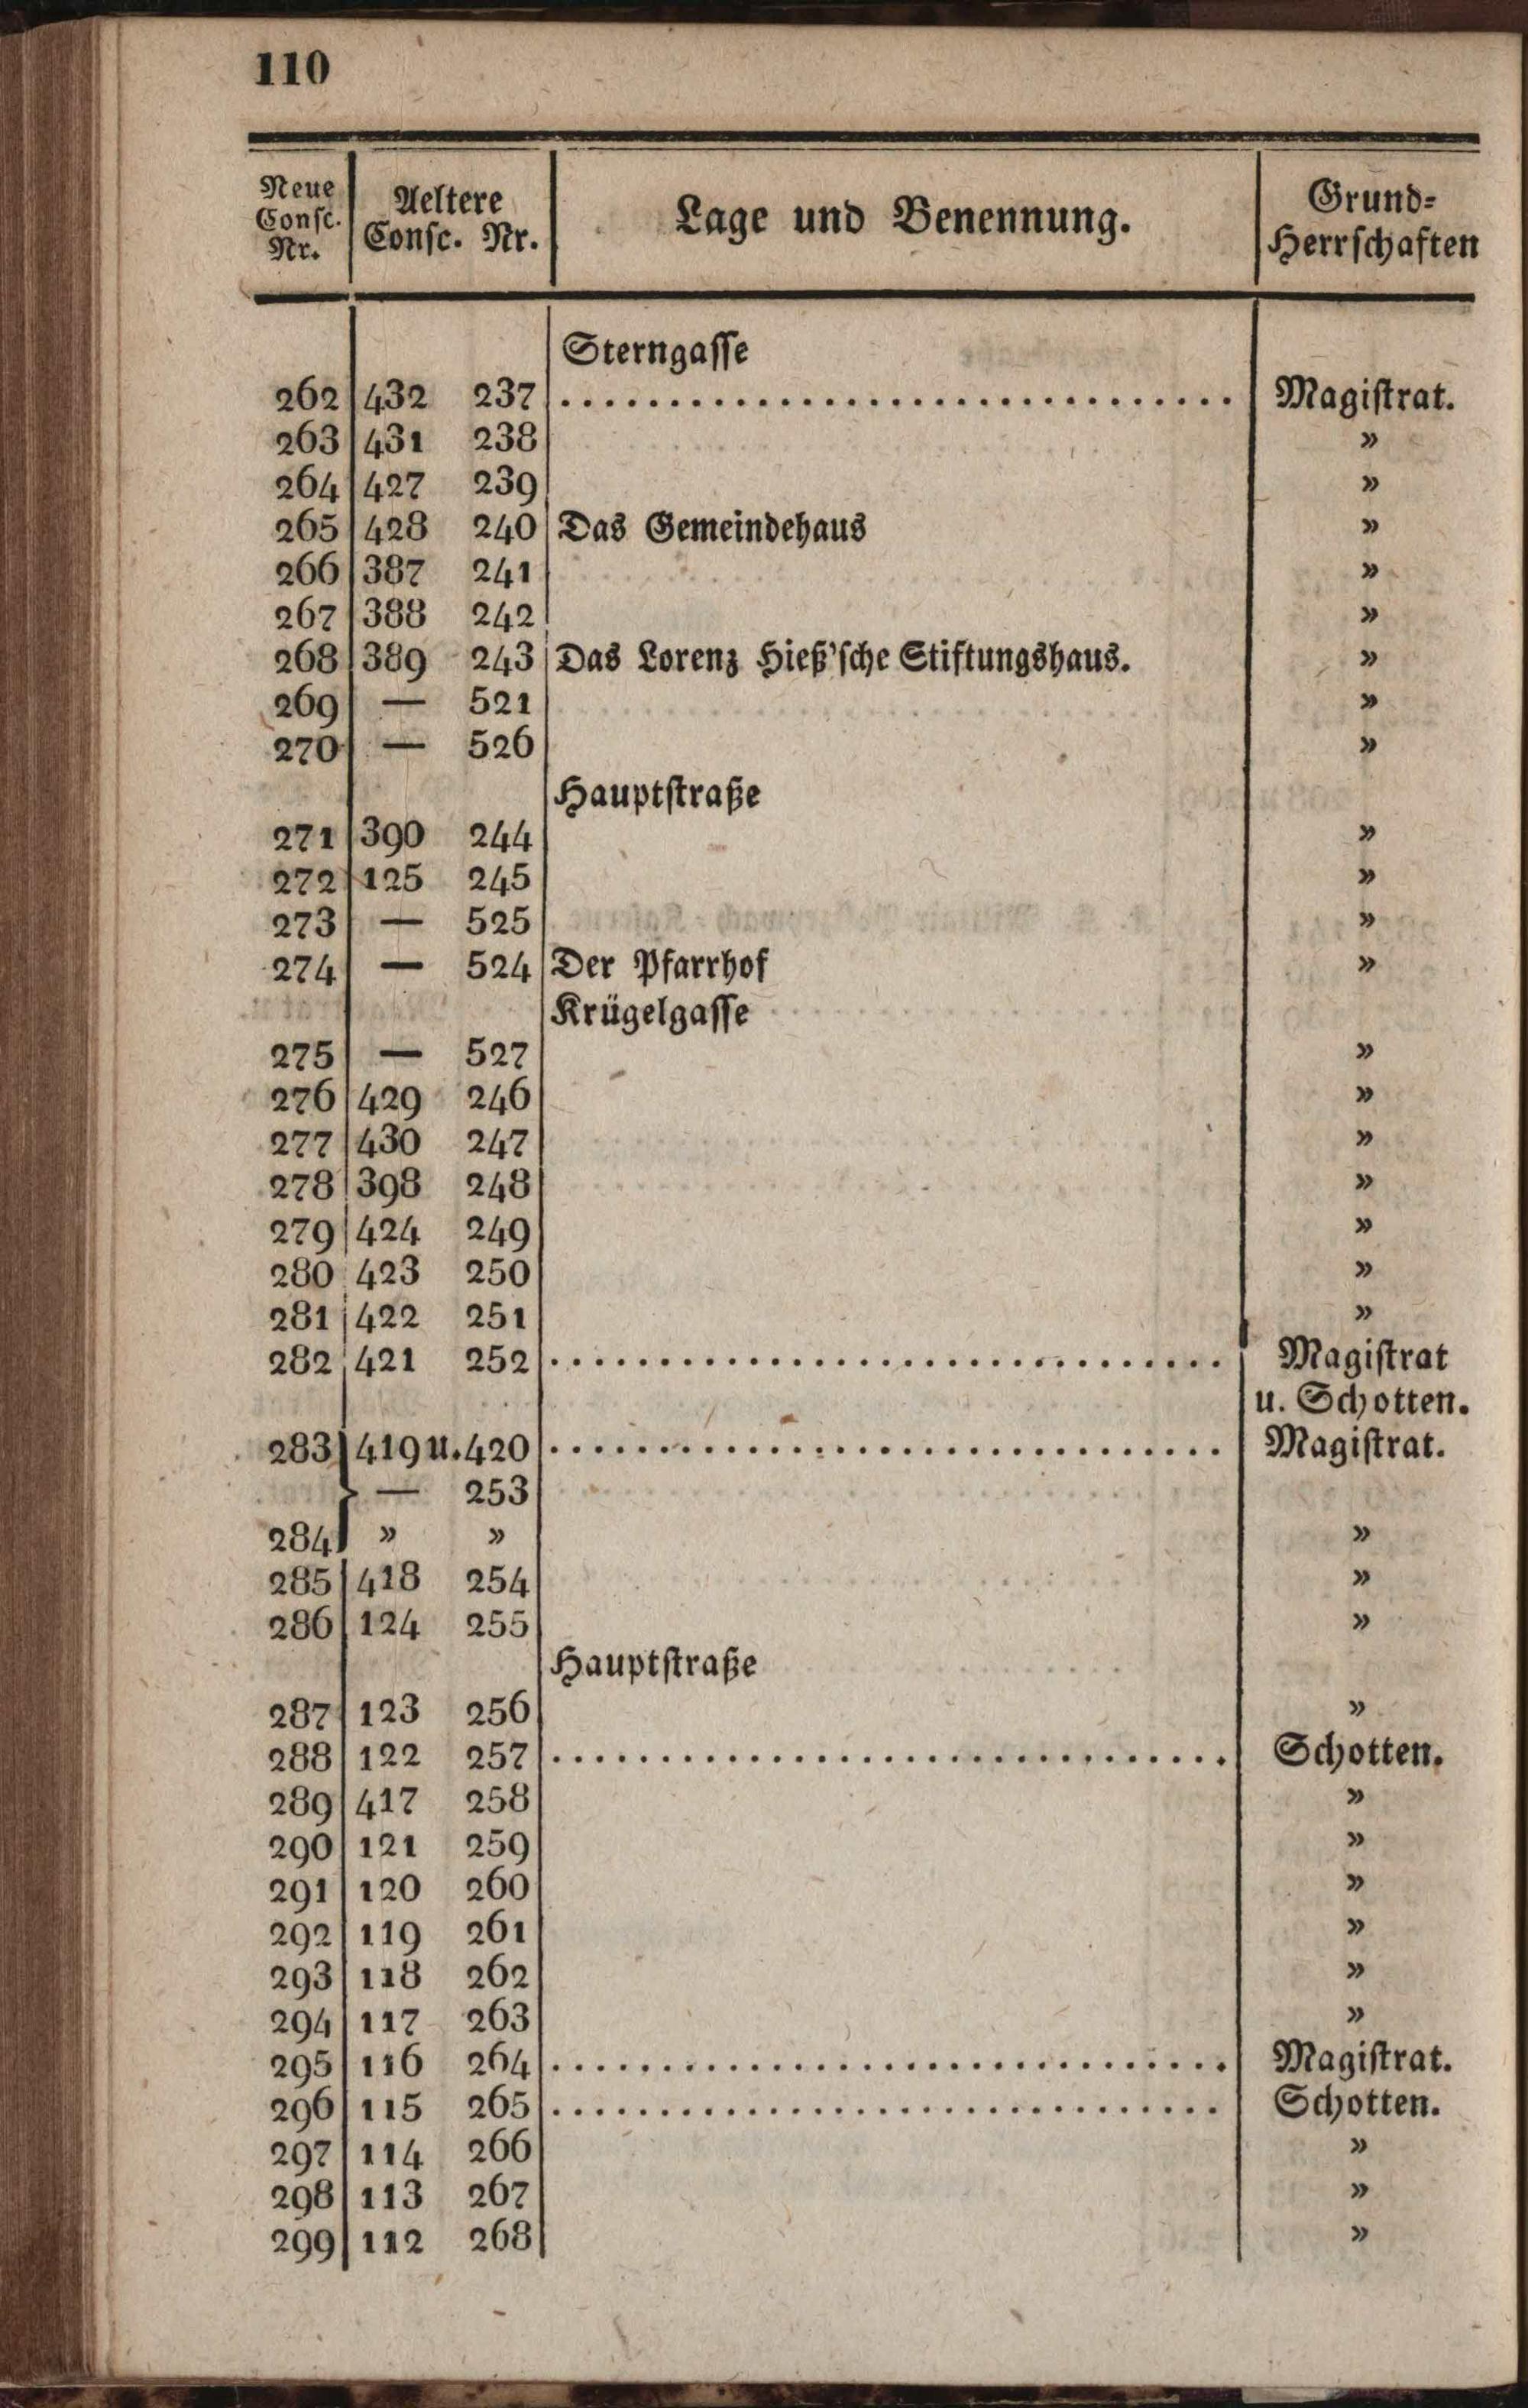 110
Neue Consc. Nr. | Aeltere Consc. Nr. | Lage und Benennung. | Grund-Herrschaften
Sterngasse
262 432 237 .............................. Magistrat.
263 431 238 »
264 427 239 »
265 428 240 Das Gemeindehaus »
266 387 241 »
267 388 242 »
268 389 243 Das Lorenz Hieß'sche Stiftungshaus. »
269 — 521 »
270 — 526 »
Hauptstraße
271 390 244 »
272 125 245 »
273 — 525 »
274 — 524 Der Pfarrhof »
Krügelgasse
275 — 527 »
276 429 246 »
277 430 247 »
278 398 248 »
279 424 249 »
280 423 250 »
281 422 251 »
282 421 252 .............................. Magistrat
u. Schotten.
283 419 u. 420 .............................. Magistrat.
} — 253
284 » » »
285 418 254 »
286 124 255 »
Hauptstraße
287 123 256 »
288 122 257 .............................. Schotten.
289 417 258 »
290 121 259 »
291 120 260 »
292 119 261 »
293 118 262 »
294 117 263 »
295 116 264 .............................. Magistrat.
296 115 265 .............................. Schotten.
297 114 266 »
298 113 267 »
299 112 268 »